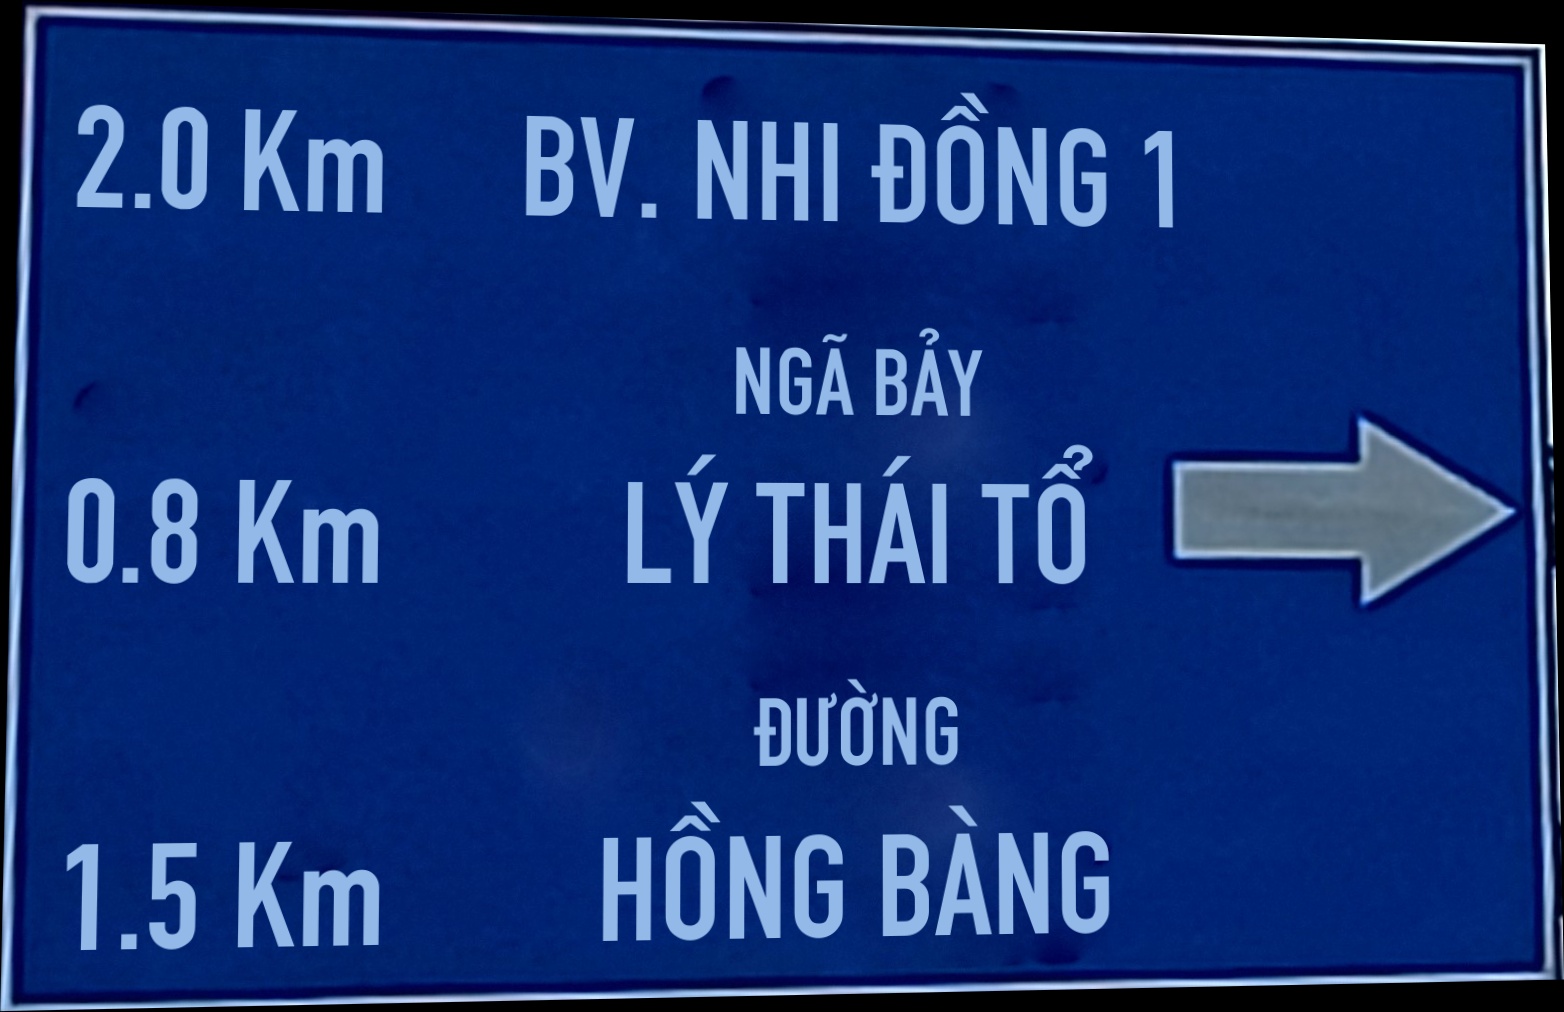 2.0 Km BV. NHI ĐỒNG 1
NGÃ BẢY
0.8 Km LÝ THÁI TỔ
ĐƯỜNG
1.5 Km HỒNG BÀNG